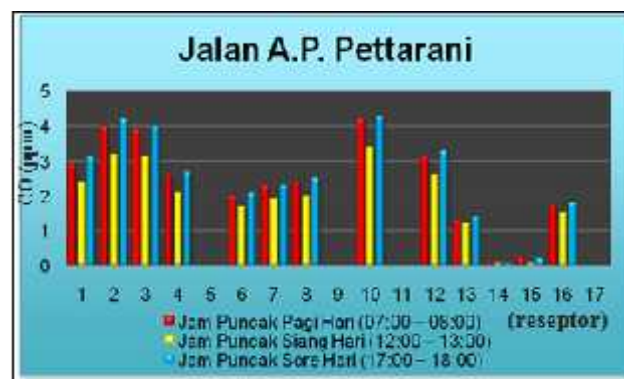 Jalan A.P. Pettarani
CO (ppm)
5
4
3
2
1
0
1 2 3 4 5 6 7 8 9 10 11 12 13 14 15 16 17
Jam Puncak Pagi Hari (07:00 – 08:00)
(reseptor)
Jam Puncak Siang Hari (12:00 – 13:00)
Jam Puncak Sore Hari (17:00 – 18:00)